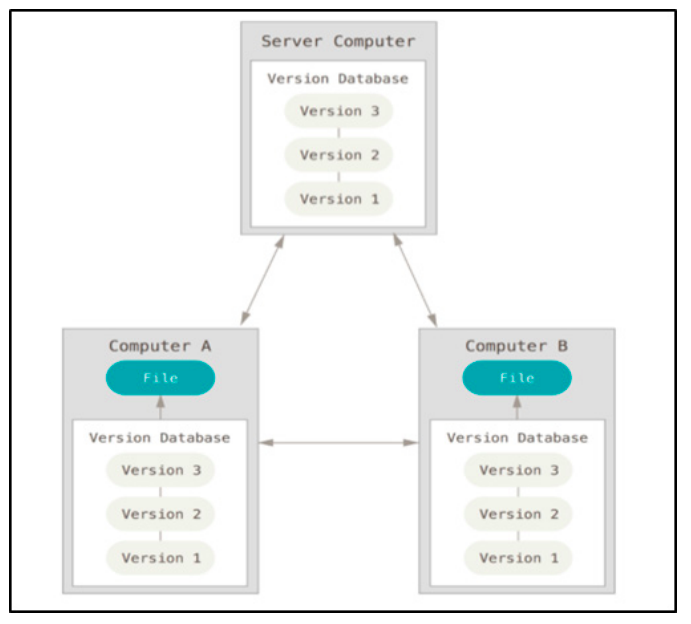 Server Computer
Version Database
Version 3
Version 2
Version 1
Computer A
File
Version Database
Version 3
Version 2
Version 1
Computer B
File
Version Database
Version 3
Version 2
Version 1